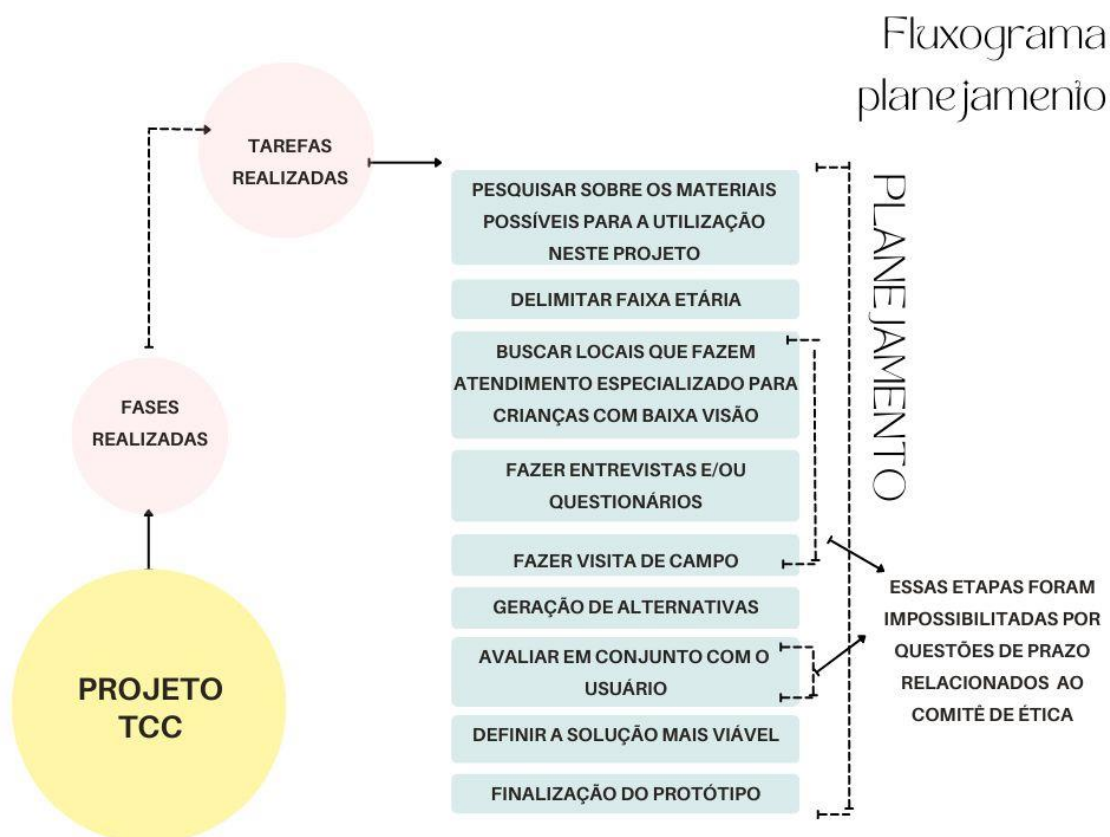 Fluxograma
planejamento
TAREFAS
REALIZADAS
PESQUISAR SOBRE OS MATERIAIS
POSSÍVEIS PARA A UTILIZAÇÃO
NESTE PROJETO
DELIMITAR FAIXA ETÁRIA
BUSCAR LOCAIS QUE FAZEM
ATENDIMENTO ESPECIALIZADO PARA
CRIANÇAS COM BAIXA VISÃO
FAZER ENTREVISTAS E/OU
QUESTIONÁRIOS
FAZER VISITA DE CAMPO
GERAÇÃO DE ALTERNATIVAS
AVALIAR EM CONJUNTO COM O
USUÁRIO
DEFINIR A SOLUÇÃO MAIS VIÁVEL
FINALIZAÇÃO DO PROTÓTIPO
PLANEJAMENTO
FASES
REALIZADAS
PROJETO
TCC
ESSAS ETAPAS FORAM
IMPOSSIBILITADAS POR
QUESTÕES DE PRAZO
RELACIONADOS AO
COMITÊ DE ÉTICA